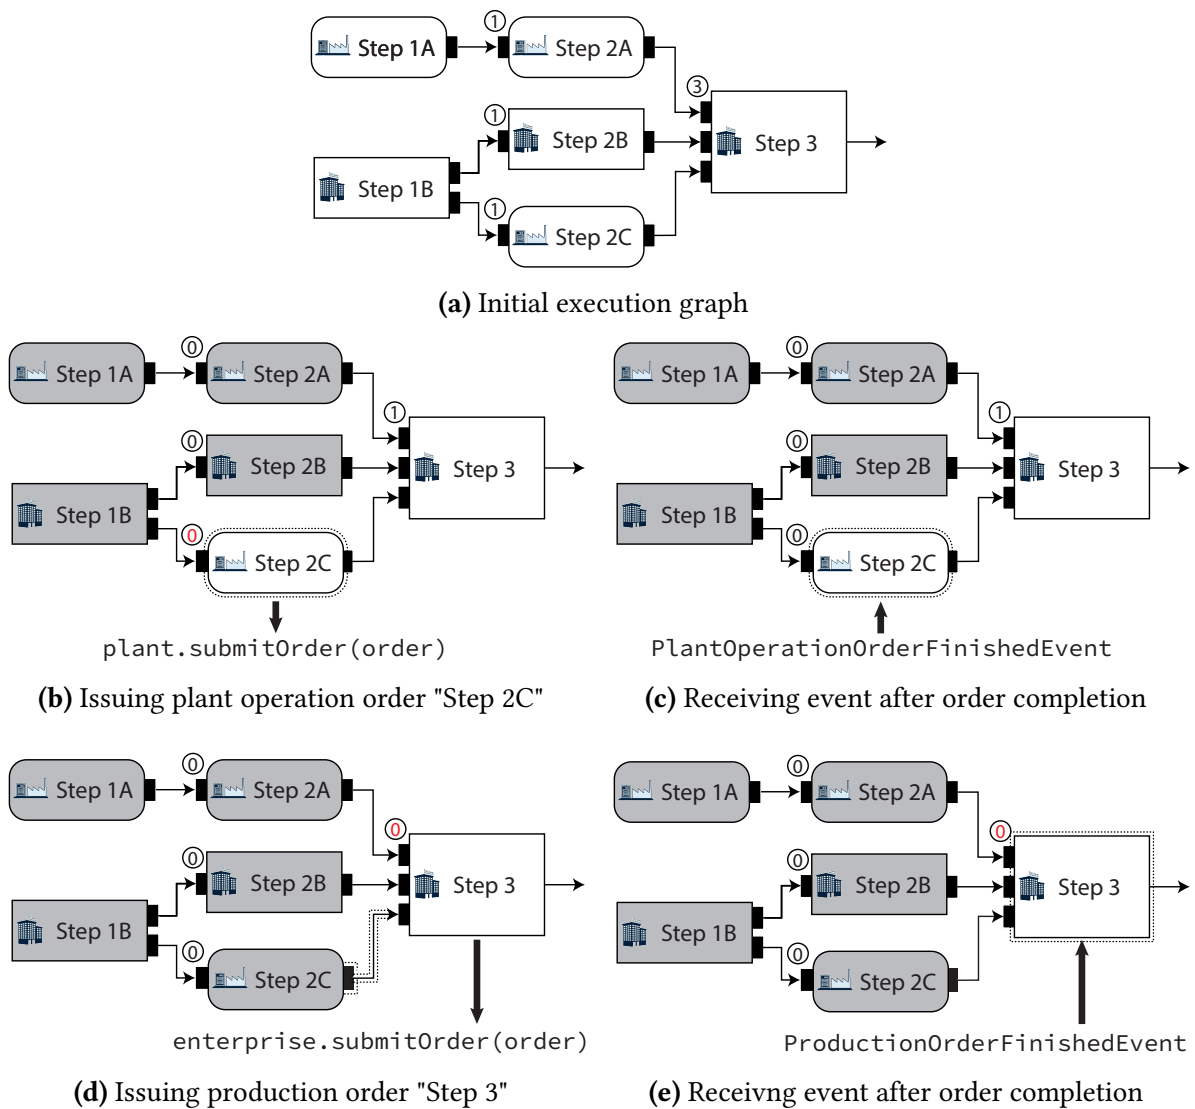 1
Step 1A
Step 2A
3
1
Step 2B
Step 3
Step 1B
1
Step 2C
(a) Initial execution graph
0
Step 1A
Step 2A
1
0
Step 2B
Step 3
Step 1B
0
Step 2C
plant.submitOrder(order)
(b) Issuing plant operation order "Step 2C"
0
Step 1A
Step 2A
1
0
Step 2B
Step 3
Step 1B
0
Step 2C
PlantOperationOrderFinishedEvent
(c) Receiving event after order completion
0
Step 1A
Step 2A
0
0
Step 2B
Step 3
Step 1B
0
Step 2C
enterprise.submitOrder(order)
(d) Issuing production order "Step 3"
0
Step 1A
Step 2A
0
0
Step 2B
Step 3
Step 1B
0
Step 2C
ProductionOrderFinishedEvent
(e) Receivng event after order completion